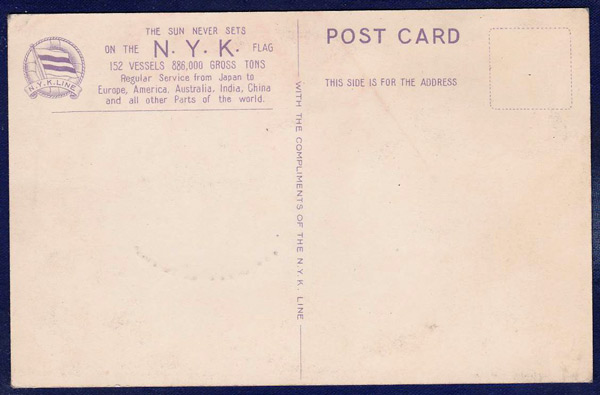 THE SUN NEVER SETS
ON THE N.Y.K. FLAG
152 VESSELS 886,000 GROSS TONS
Regular Service from Japan to
Europe, America, Australia, India, China
and all other Parts of the world.
N.Y.K.LINE
WITH THE COMPLIMENTS OF THE N.Y.K. LINE
POST CARD
THIS SIDE IS FOR THE ADDRESS